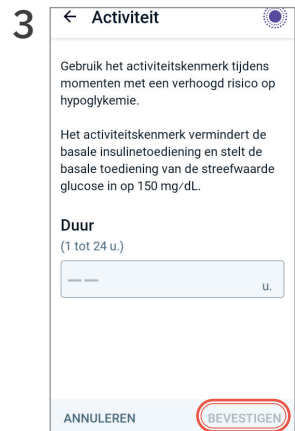 3
← Activiteit
Gebruik het activiteitskenmerk tijdens
momenten met een verhoogd risico op
hypoglykemie.
Het activiteitskenmerk vermindert de
basale insulinetoediening en stelt de
basale toediening van de streefwaarde
glucose in op 150 mg/dL.
Duur
(1 tot 24 u.)
— —
u.
ANNULEREN BEVESTIGEN